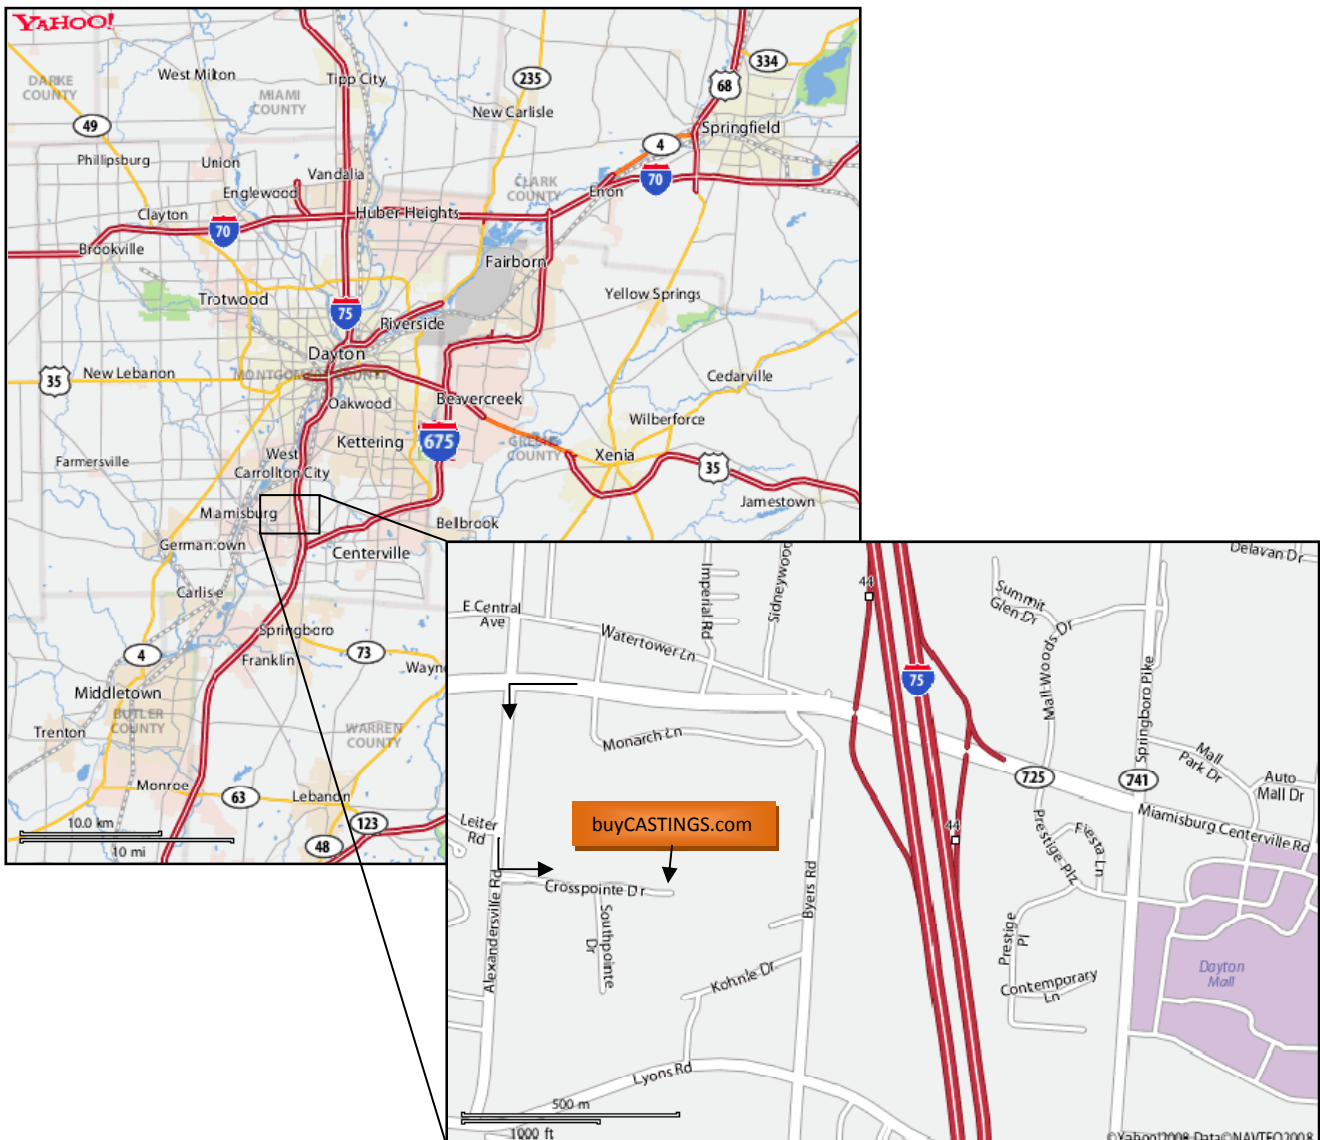 YAHOO!
West Milton
Tipp City
235
68
334
DARKE
COUNTY
MIAMI
COUNTY
New Carlisle
49
Springfield
4
Phillipsburg
Union
Vandalia
CLARK
COUNTY
70
Enon
Englewood
Clayton
Huber Heights
70
Brookville
Fairborn
Trotwood
Yellow Springs
75
Riverside
Dayton
35
New Lebanon
MONTGOMERY COUNTY
Cedarville
Oakwood
Beavercreek
Wilberforce
Kettering
675
GREENE
COUNTY
West
Carrollton City
Farmersville
Xenia
35
Jamestown
Miamisburg
Bellbrook
Germantown
Centerville
Carlisle
Springboro
4
73
Franklin
Wayn
Middletown
BUTLER
COUNTY
Trenton
WARREN
COUNTY
Monroe
63
Lebanon
123
48
10.0 km
10 mi
Delavan Dr
44
Imperial Rd
Sidneywoo
Summit
Glen Dr
E Central
Ave
Watertower Ln
Mall Woods Dr
75
Springboro Pike
Monarch Ln
Mall
Park Dr
725
741
Auto
Mall Dr
Miamisburg Centerville Rd
buyCASTINGS.com
Leiter
Rd
44
Prestige Plz
Fiesta Ln
Crosspointe Dr
Alexandersville Rd
Southpointe
Dr
Byers Rd
Prestige
Pl
Kohnle Dr
Dayton
Mall
Contemporary
Ln
Lyons Rd
500 m
1000 ft
©Yahoo!2008 Data©NAVTEQ2008